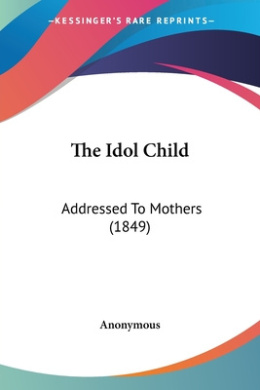 KESSINGER'S RARE REPRINTS
The Idol Child
Addressed To Mothers
(1849)
Anonymous